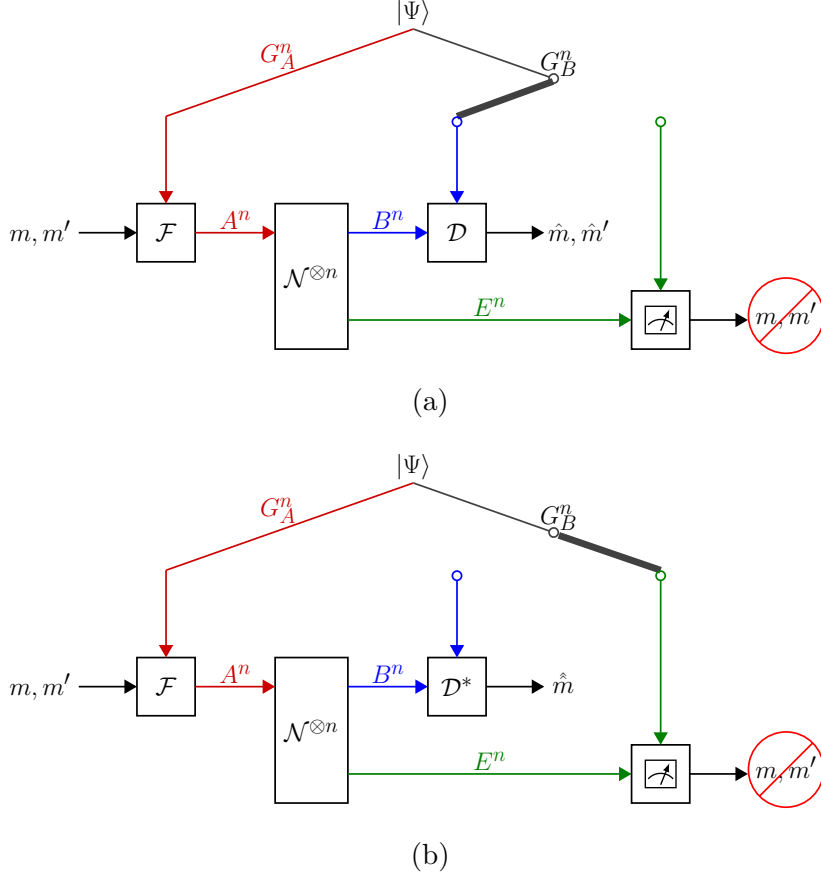 |Ψ⟩
G_A^n
G_B^n
m, m′ 𝓕 A^n 𝓝^{⊗n} B^n 𝓓 m̂, m̂′
E^n m, m′
(a)
|Ψ⟩
G_A^n
G_B^n
m, m′ 𝓕 A^n 𝓝^{⊗n} B^n 𝓓* m̂̂
E^n m, m′
(b)